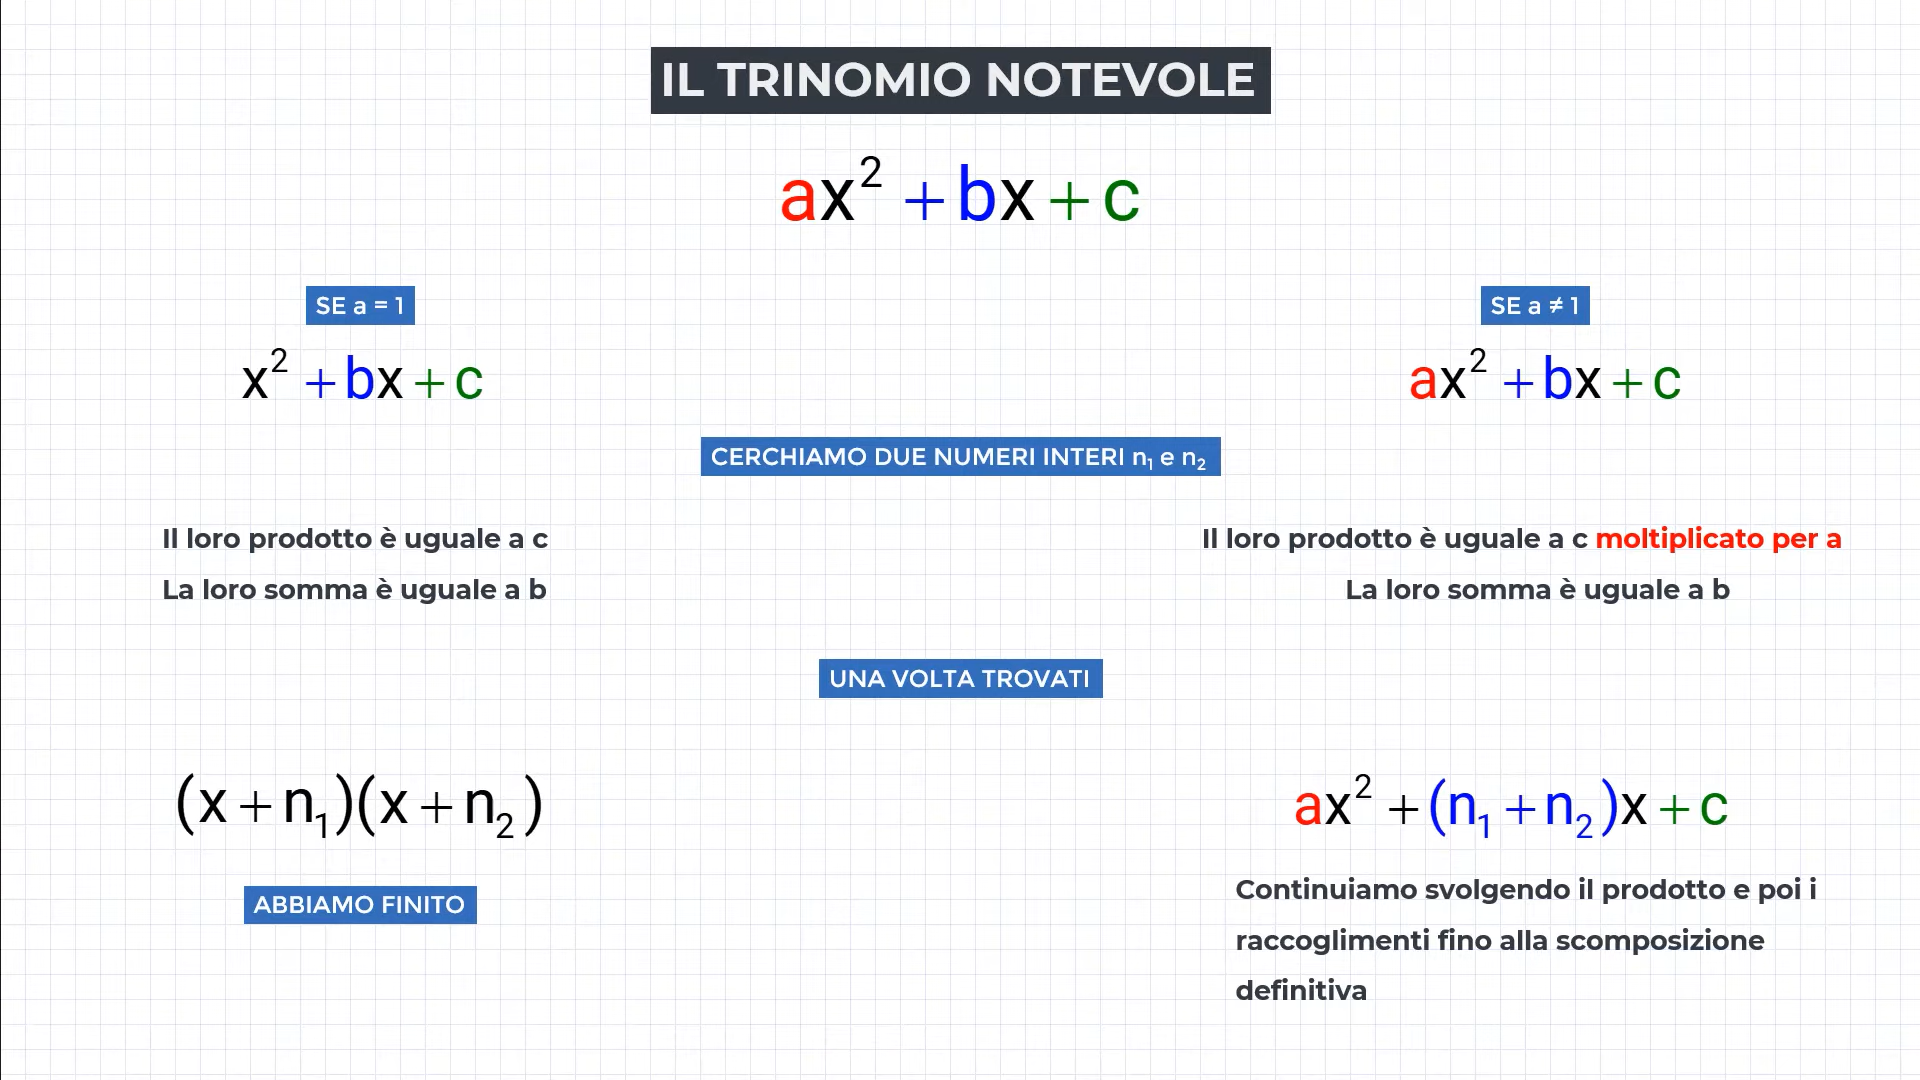 IL TRINOMIO NOTEVOLE
ax² + bx + c
SE a = 1
SE a ≠ 1
x² + bx + c
ax² + bx + c
CERCHIAMO DUE NUMERI INTERI n₁ e n₂
Il loro prodotto è uguale a c
La loro somma è uguale a b
Il loro prodotto è uguale a c moltiplicato per a
La loro somma è uguale a b
UNA VOLTA TROVATI
(x + n₁)(x + n₂)
ABBIAMO FINITO
ax² + (n₁ + n₂)x + c
Continuiamo svolgendo il prodotto e poi i
raccoglimenti fino alla scomposizione
definitiva